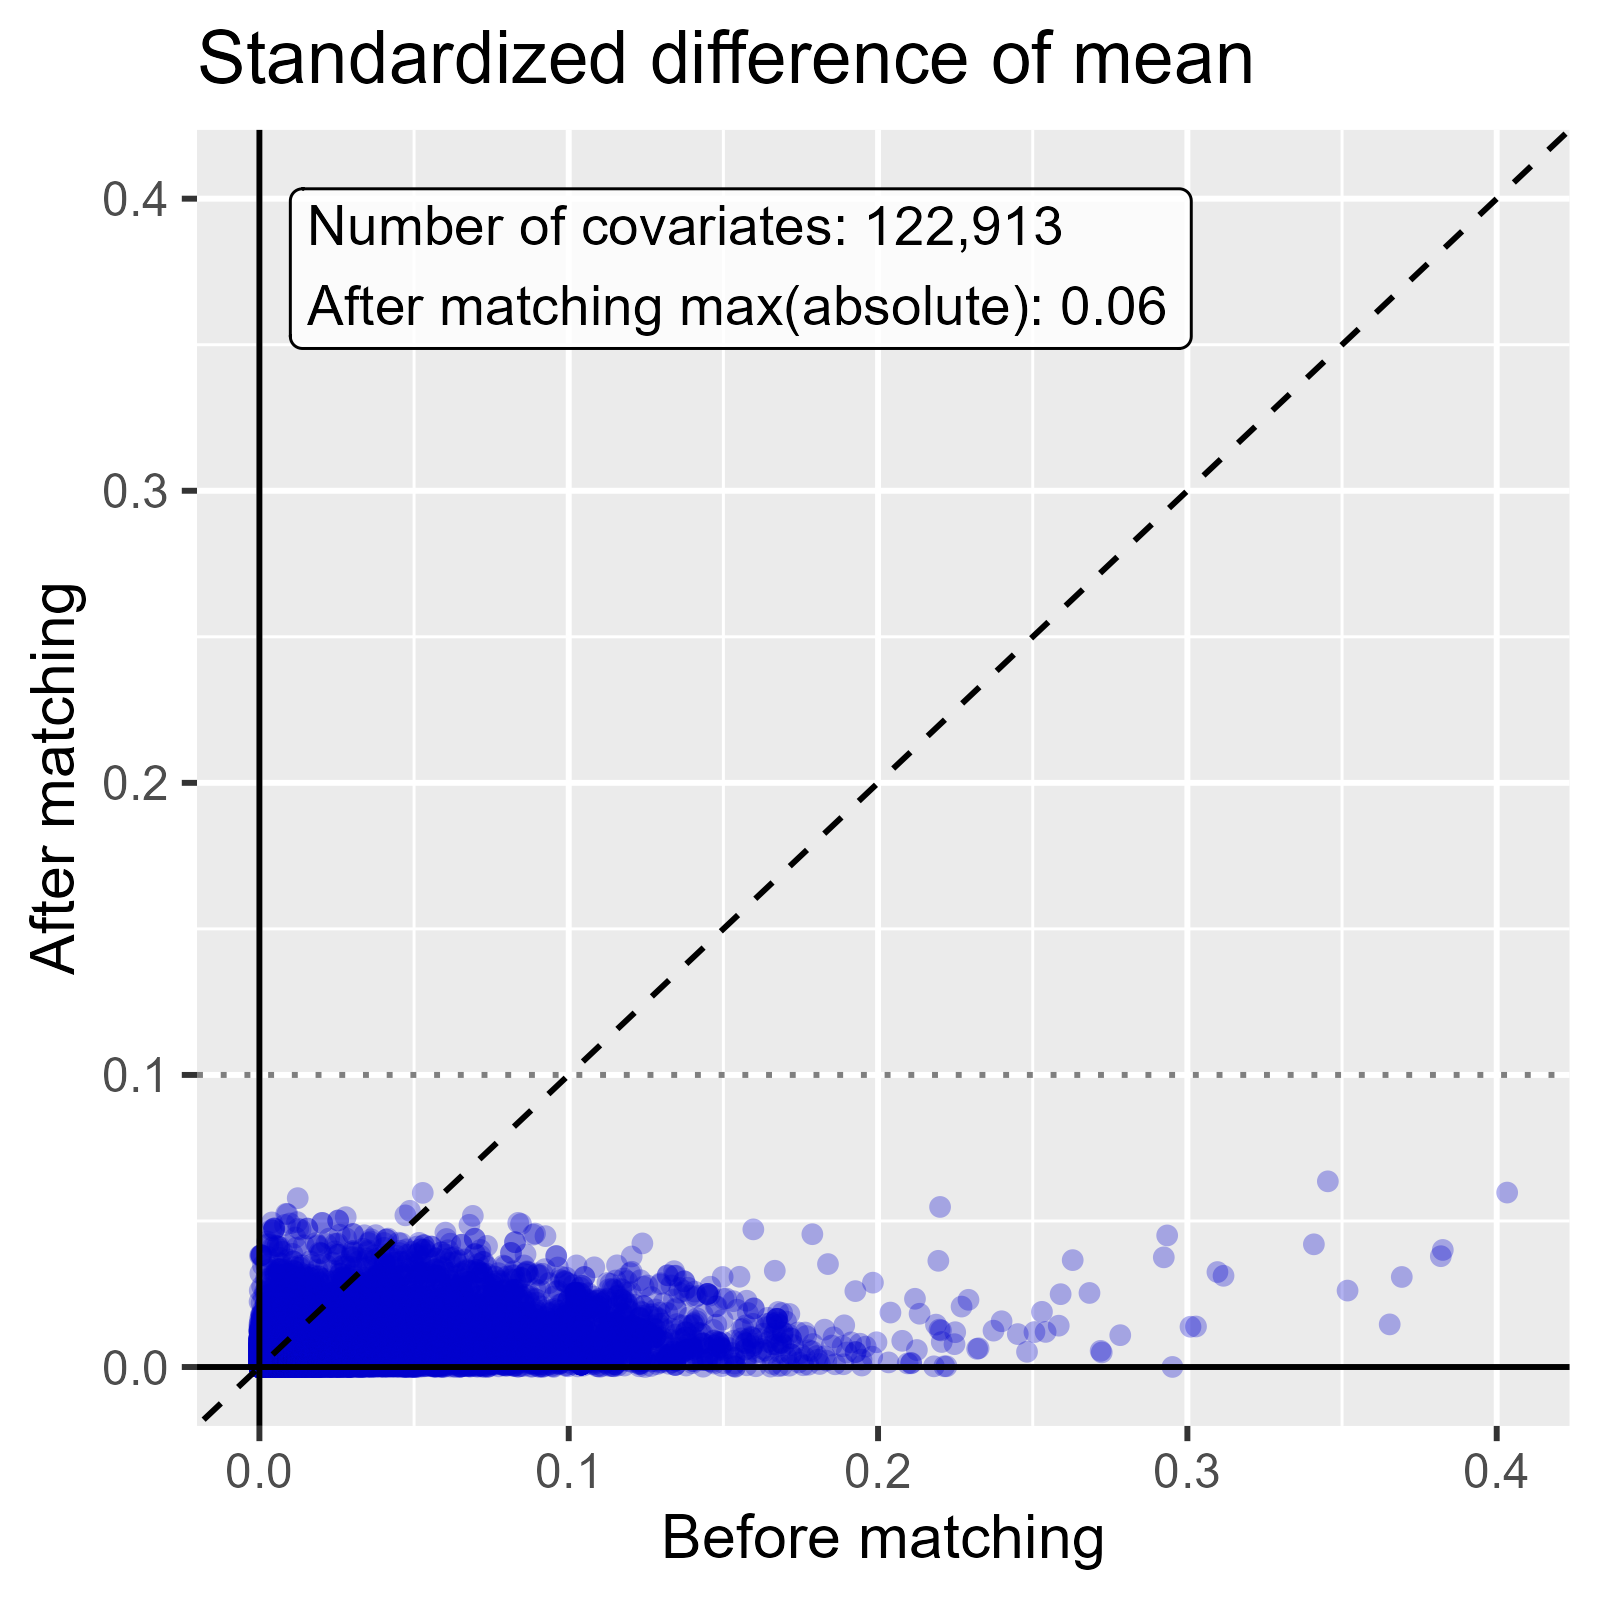 Standardized difference of mean
Number of covariates: 122,913
After matching max(absolute): 0.06
After matching
0.4
0.3
0.2
0.1
0.0
0.0
0.1
0.2
0.3
0.4
Before matching